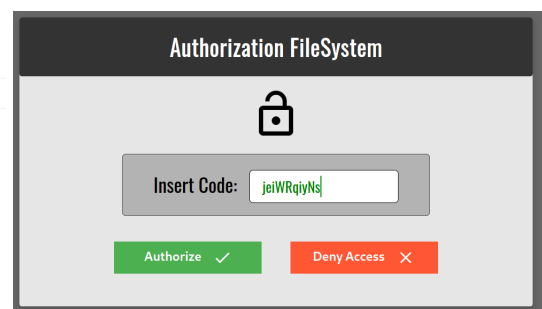 Authorization FileSystem
Insert Code: jeiWRqiyNs
Authorize
Deny Access